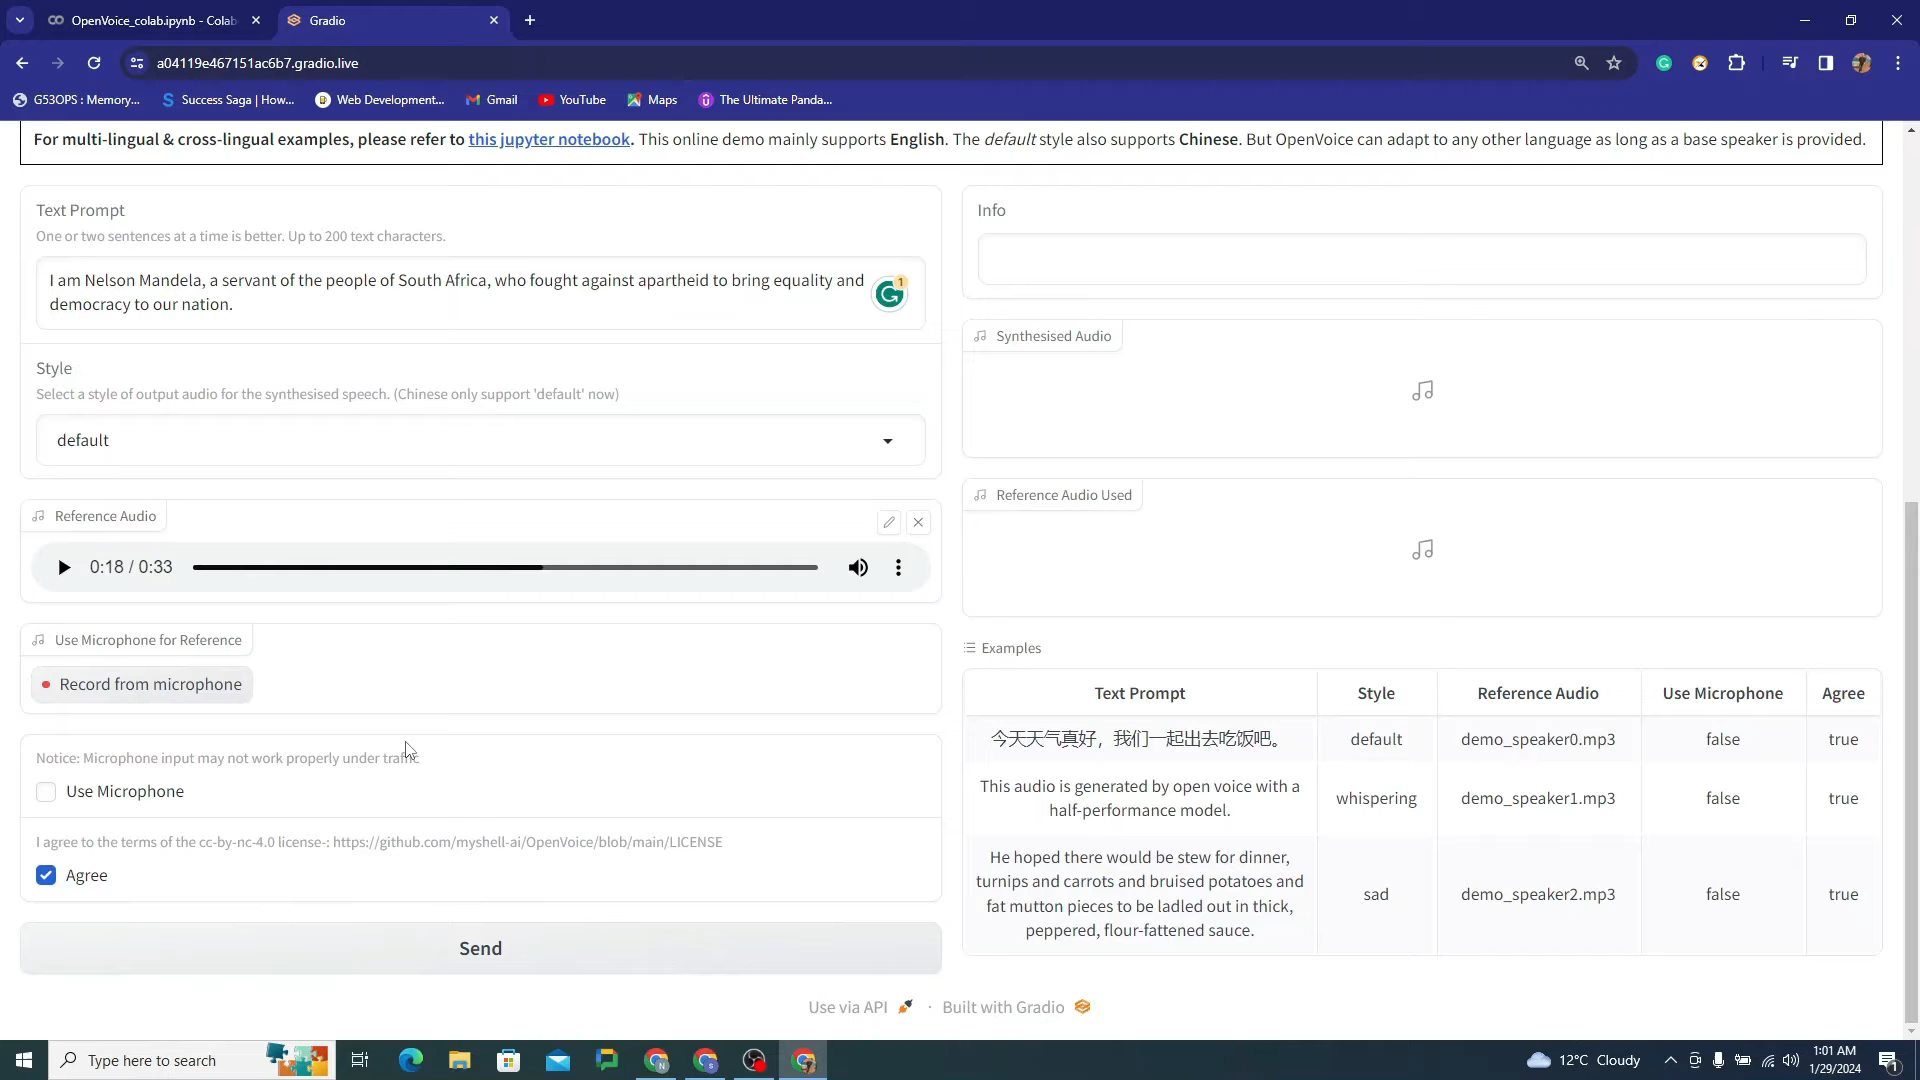 OpenVoice_colab.ipynb - Colab
Gradio
a04119e467151ac6b7.gradio.live
G53OPS : Memory...
Success Saga | How...
Web Development...
Gmail
YouTube
Maps
The Ultimate Panda...
For multi-lingual & cross-lingual examples, please refer to this jupyter notebook. This online demo mainly supports English. The default style also supports Chinese. But OpenVoice can adapt to any other language as long as a base speaker is provided.
Text Prompt
One or two sentences at a time is better. Up to 200 text characters.
I am Nelson Mandela, a servant of the people of South Africa, who fought against apartheid to bring equality and
democracy to our nation.
1
Style
Select a style of output audio for the synthesised speech. (Chinese only support 'default' now)
default
Reference Audio
0:18 / 0:33
Use Microphone for Reference
Record from microphone
Notice: Microphone input may not work properly under traffic
Use Microphone
I agree to the terms of the cc-by-nc-4.0 license-: https://github.com/myshell-ai/OpenVoice/blob/main/LICENSE
Agree
Send
Info
Synthesised Audio
Reference Audio Used
Examples
Text Prompt Style Reference Audio Use Microphone Agree
今天天气真好，我们一起出去吃饭吧。 default demo_speaker0.mp3 false true
This audio is generated by open voice with a
half-performance model.
whispering demo_speaker1.mp3 false true
He hoped there would be stew for dinner,
turnips and carrots and bruised potatoes and
fat mutton pieces to be ladled out in thick,
peppered, flour-fattened sauce.
sad demo_speaker2.mp3 false true
Use via API · Built with Gradio
Type here to search
12°C Cloudy
1:01 AM
1/29/2024
1